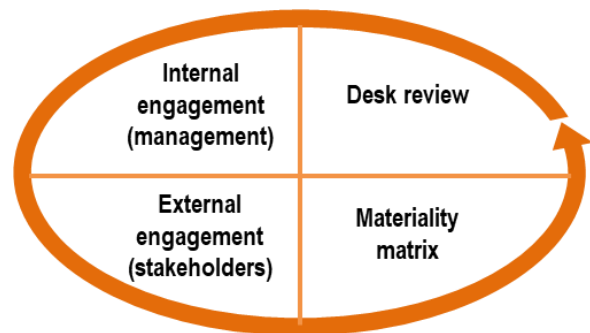 Internal
engagement
(management)
Desk review
External
engagement
(stakeholders)
Materiality
matrix